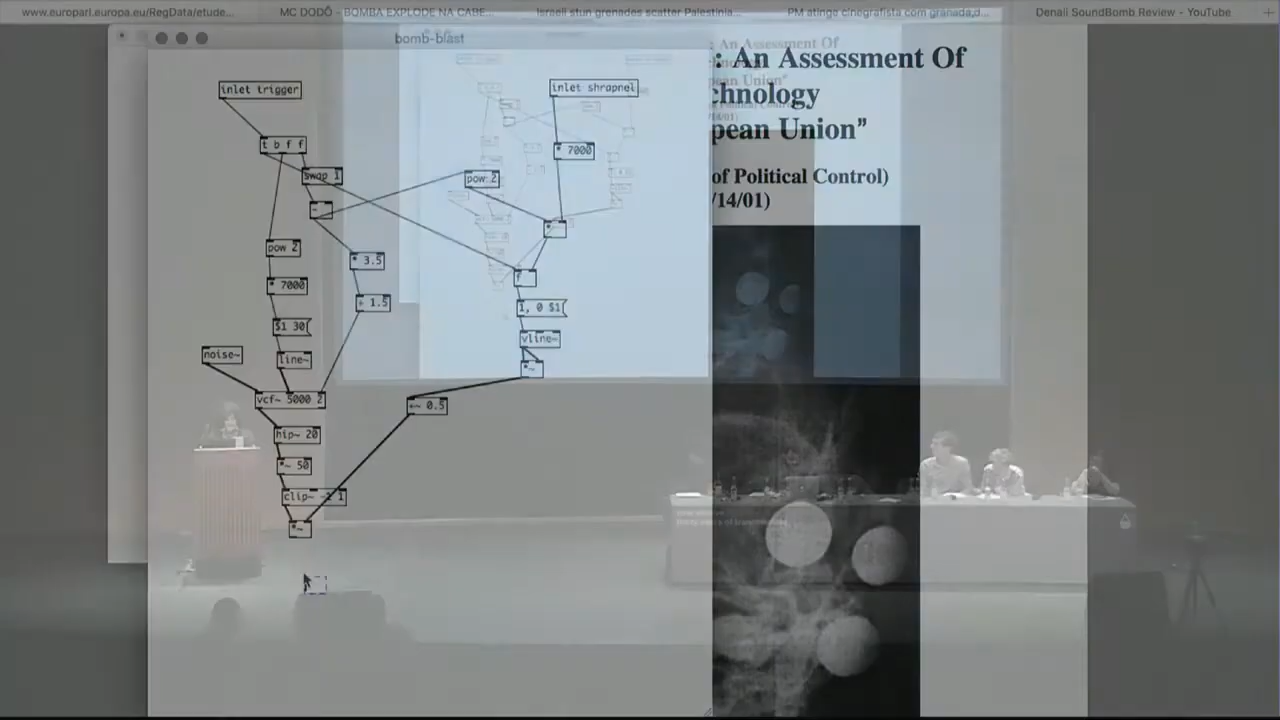 www.europarl.europa.eu/RegData/etude...
MC DODÔ - BOMBA EXPLODE NA CABE...
Israeli stun grenades scatter Palestinia...
PM atinge cinegrafista com granada,d...
Denali SoundBomb Review - YouTube
bomb-blast
: An Assessment Of
chnology
pean Union”
of Political Control)
/14/01)
inlet trigger
inlet shrapnel
t b f f
* 7000
swap 1
pow 2
-
*
pow 2
* 3.5
f
* 7000
+ 1.5
1, 0 $1
$1 30
vline~
noise~
line~
*~
vcf~ 5000 2
+~ 0.5
hip~ 20
*~ 50
clip~ -1 1
*~